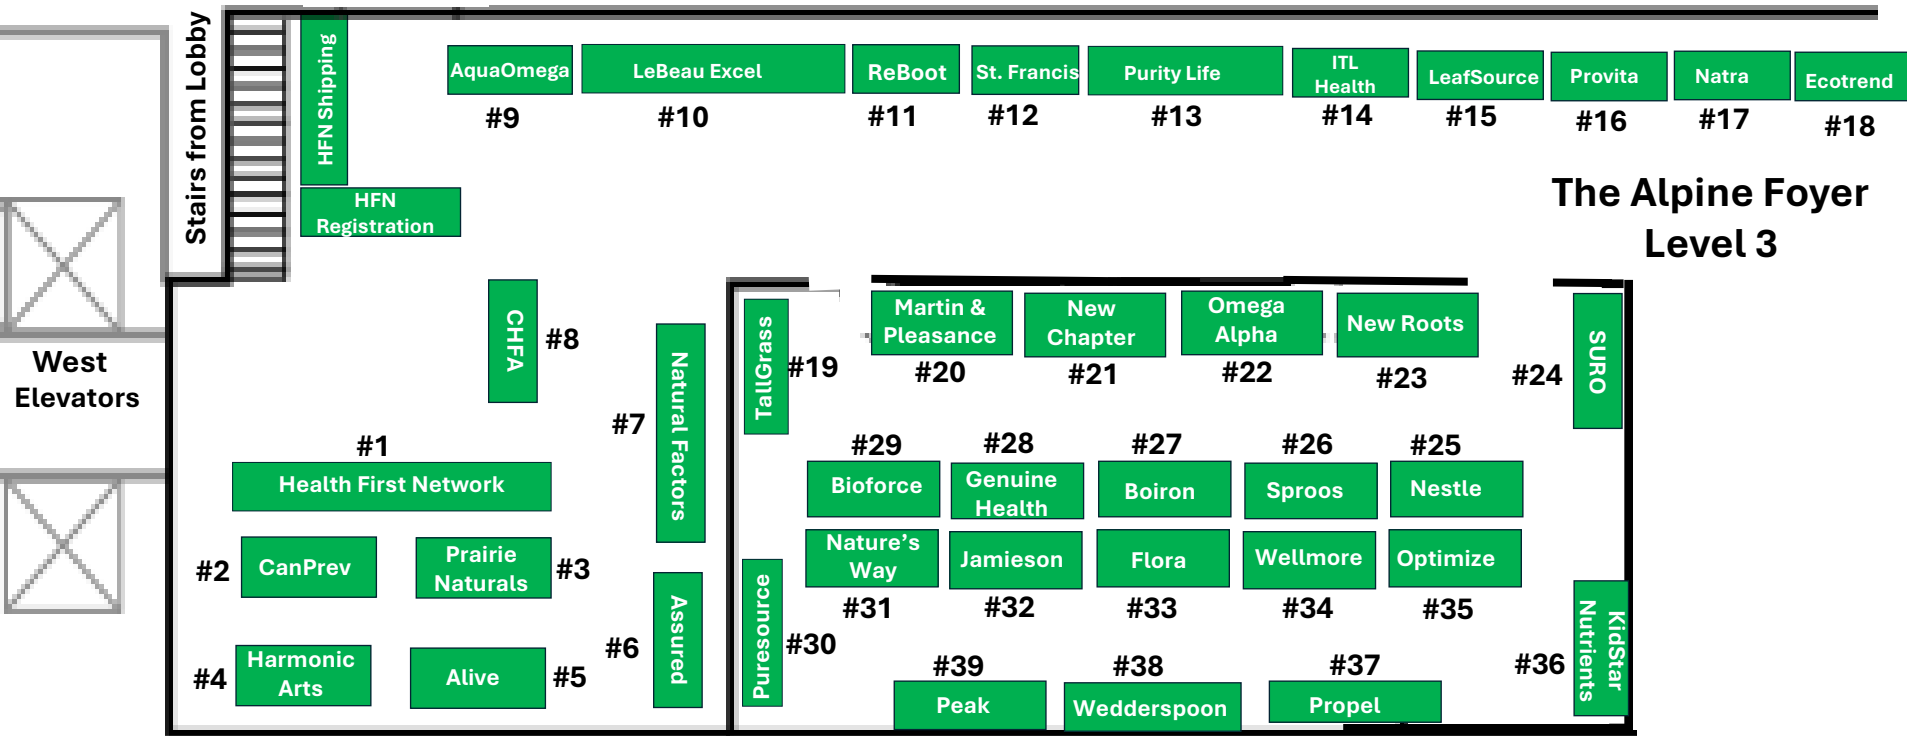 Stairs from Lobby
HFN Shipping
HFN
Registration
AquaOmega
#9
LeBeau Excel
#10
ReBoot
#11
St. Francis
#12
Purity Life
#13
ITL
Health
#14
LeafSource
#15
Provita
#16
Natra
#17
Ecotrend
#18
The Alpine Foyer
Level 3
West
Elevators
CHFA
#8
#7
Natural Factors
#1
Health First Network
#2
CanPrev
Prairie
Naturals
#3
#4
Harmonic
Arts
Alive
#5
#6
Assured
TallGrass
#19
Martin &
Pleasance
#20
New
Chapter
#21
Omega
Alpha
#22
New Roots
#23
#24
SURO
#29
Bioforce
#28
Genuine
Health
#27
Boiron
#26
Sproos
#25
Nestle
Nature's
Way
#31
Jamieson
#32
Flora
#33
Wellmore
#34
Optimize
#35
Puresource
#30
#36
KidStar
Nutrients
#39
Peak
#38
Wedderspoon
#37
Propel